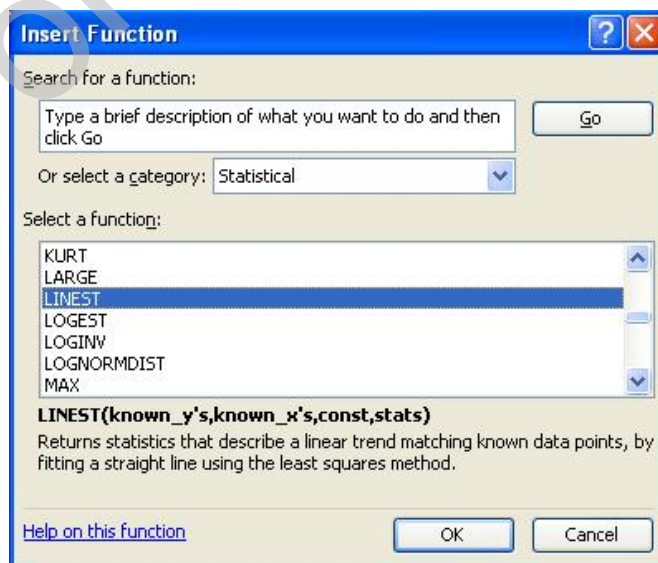 Insert Function
Search for a function:
Type a brief description of what you want to do and then
click Go
Go
Or select a category: Statistical
Select a function:
KURT
LARGE
LINEST
LOGEST
LOGINV
LOGNORMDIST
MAX
LINEST(known_y's,known_x's,const,stats)
Returns statistics that describe a linear trend matching known data points, by
fitting a straight line using the least squares method.
Help on this function
OK
Cancel